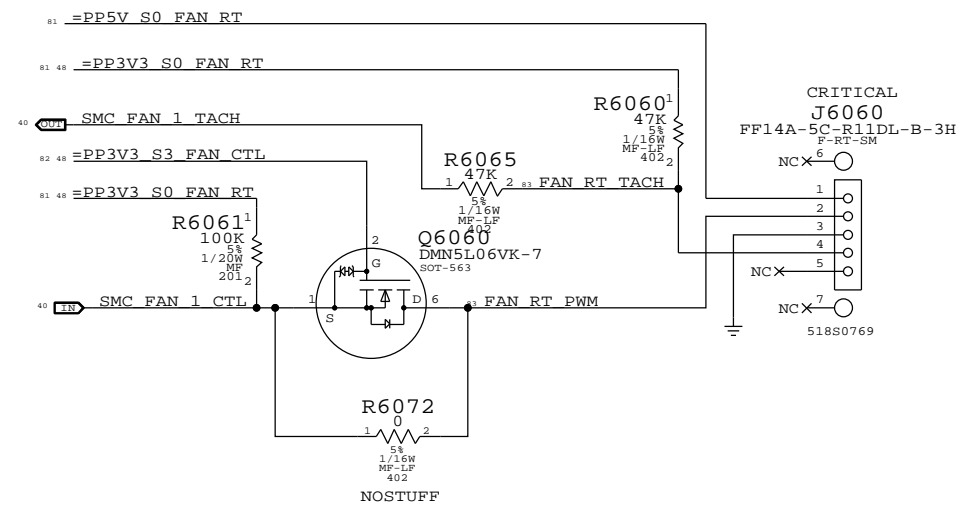 81 =PP5V_S0_FAN_RT
81 48 =PP3V3_S0_FAN_RT
40 OUT SMC_FAN_1_TACH
82 48 =PP3V3_S3_FAN_CTL
81 48 =PP3V3_S0_FAN_RT
R6061
1
100K
5%
1/20W
MF
201
2
40 IN SMC_FAN_1_CTL
R6065
47K
1 2
5%
1/16W
MF-LF
402
83 FAN_RT_TACH
R6060
1
47K
5%
1/16W
MF-LF
402
2
Q6060
DMN5L06VK-7
SOT-563
2
G
1
S
D
6
83 FAN_RT_PWM
R6072
0
1 2
5%
1/16W
MF-LF
402
NOSTUFF
CRITICAL
J6060
FF14A-5C-R11DL-B-3H
F-RT-SM
NC 6
1
2
3
4
NC 5
NC 7
518S0769